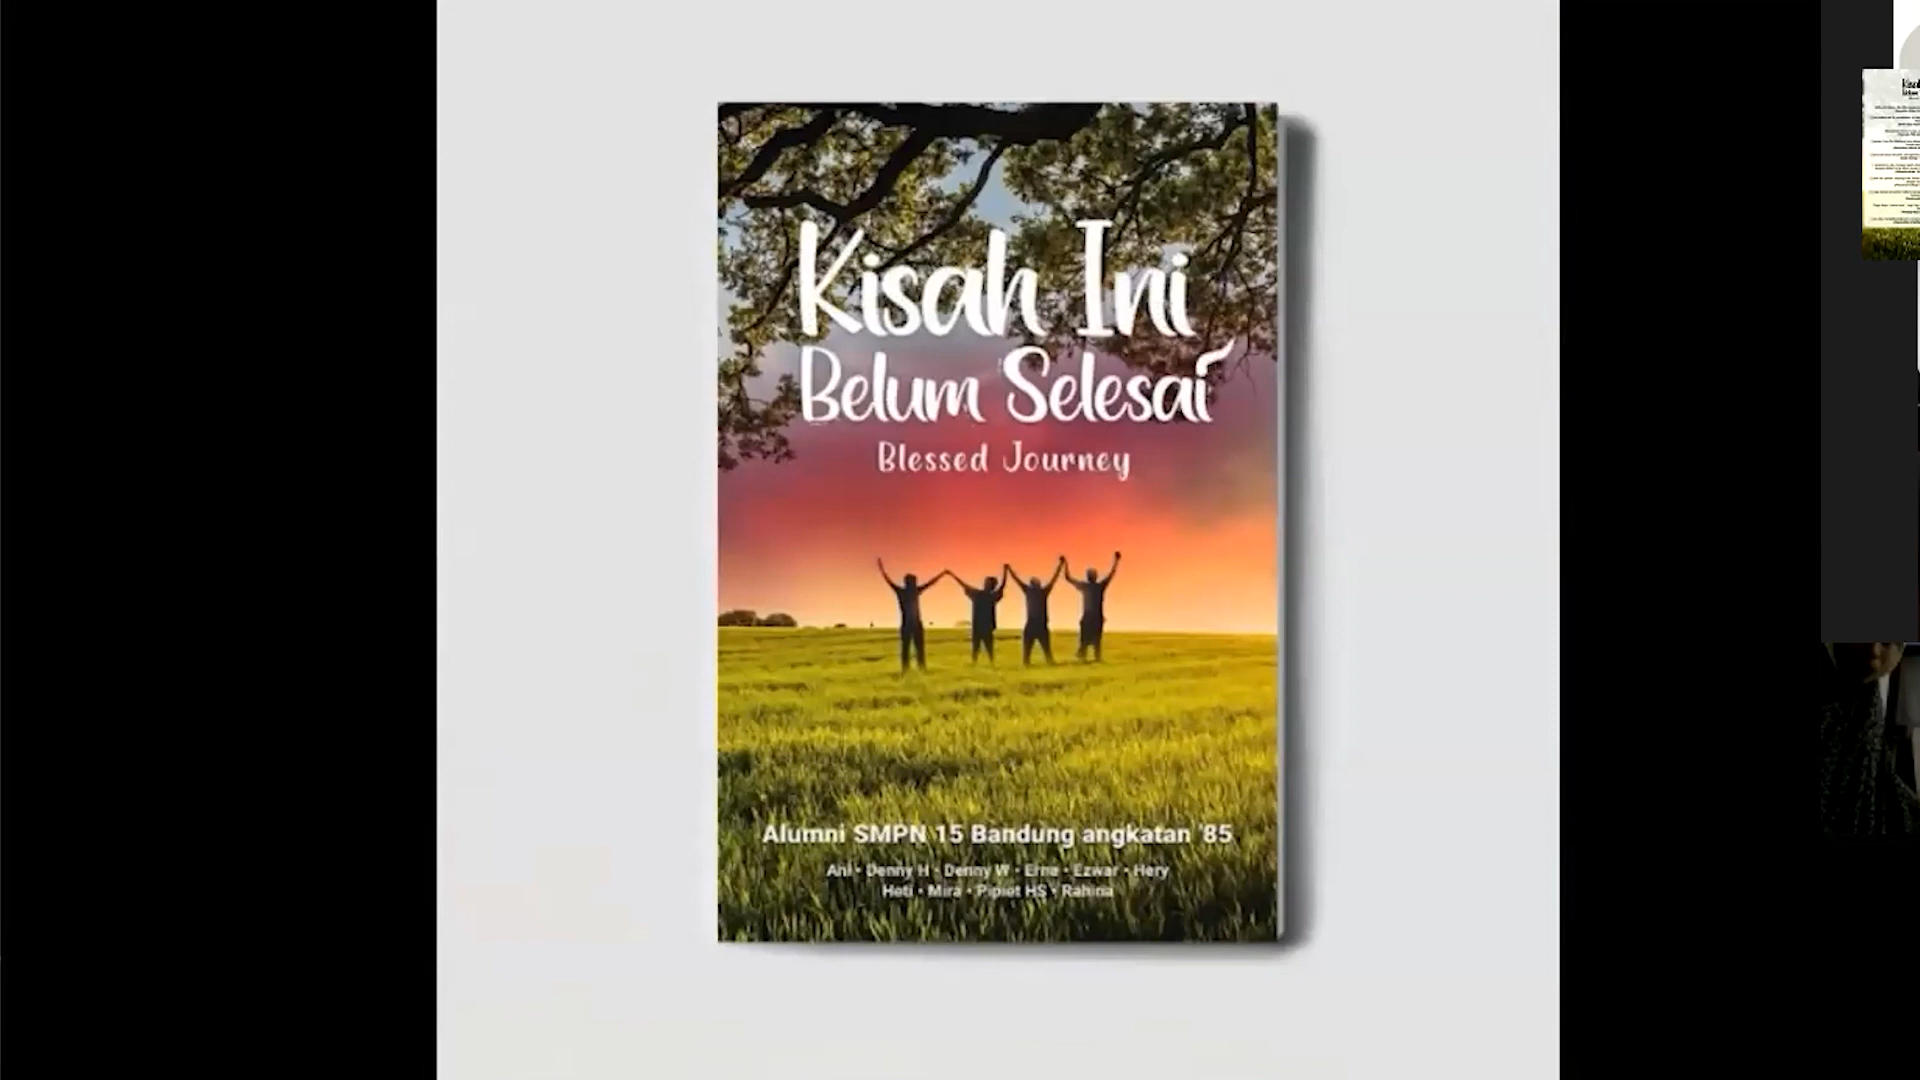 Kisah Ini
Belum Selesai
Blessed Journey
Alumni SMPN 15 Bandung angkatan '85
Ani • Denny H • Denny W • Erna • Ezwar • Hery
Heti • Mira • Pipiet HS • Rahina